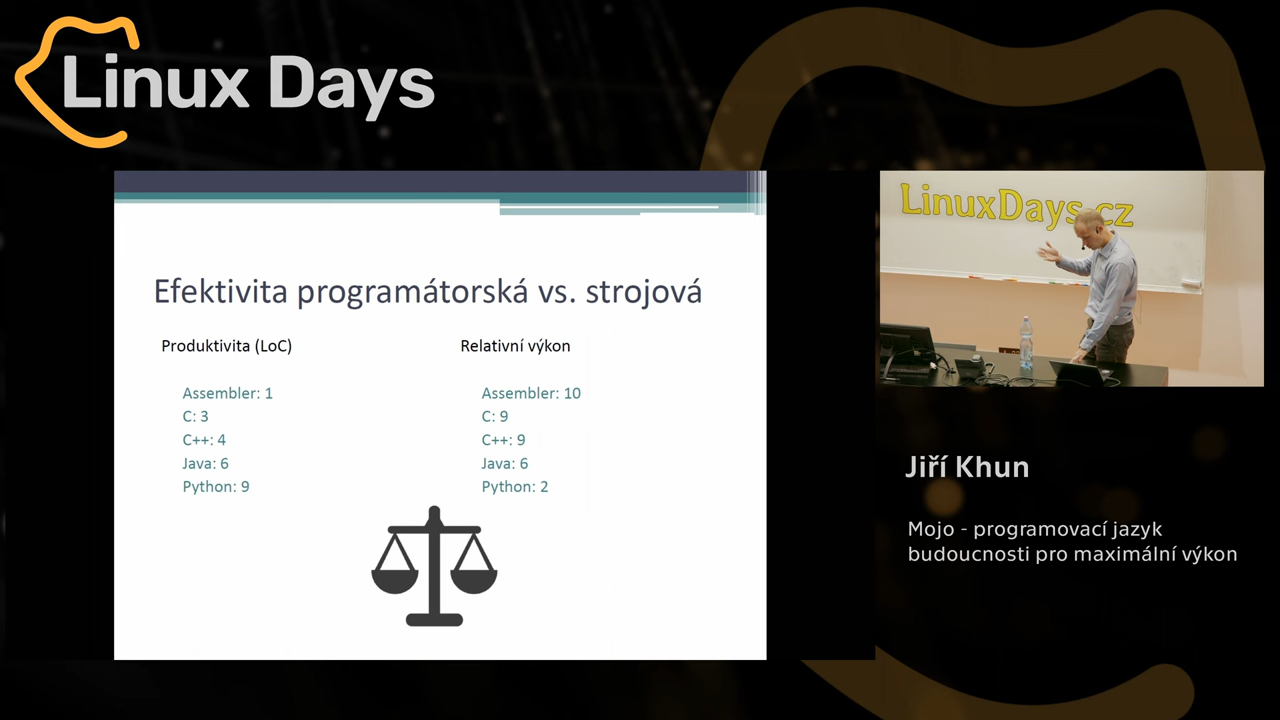 Linux Days
LinuxDays.cz
Efektivita programátorská vs. strojová
Produktivita (LoC)
Assembler: 1
C: 3
C++: 4
Java: 6
Python: 9
Relativní výkon
Assembler: 10
C: 9
C++: 9
Java: 6
Python: 2
Jiří Khun
Mojo - programovací jazyk
budoucnosti pro maximální výkon